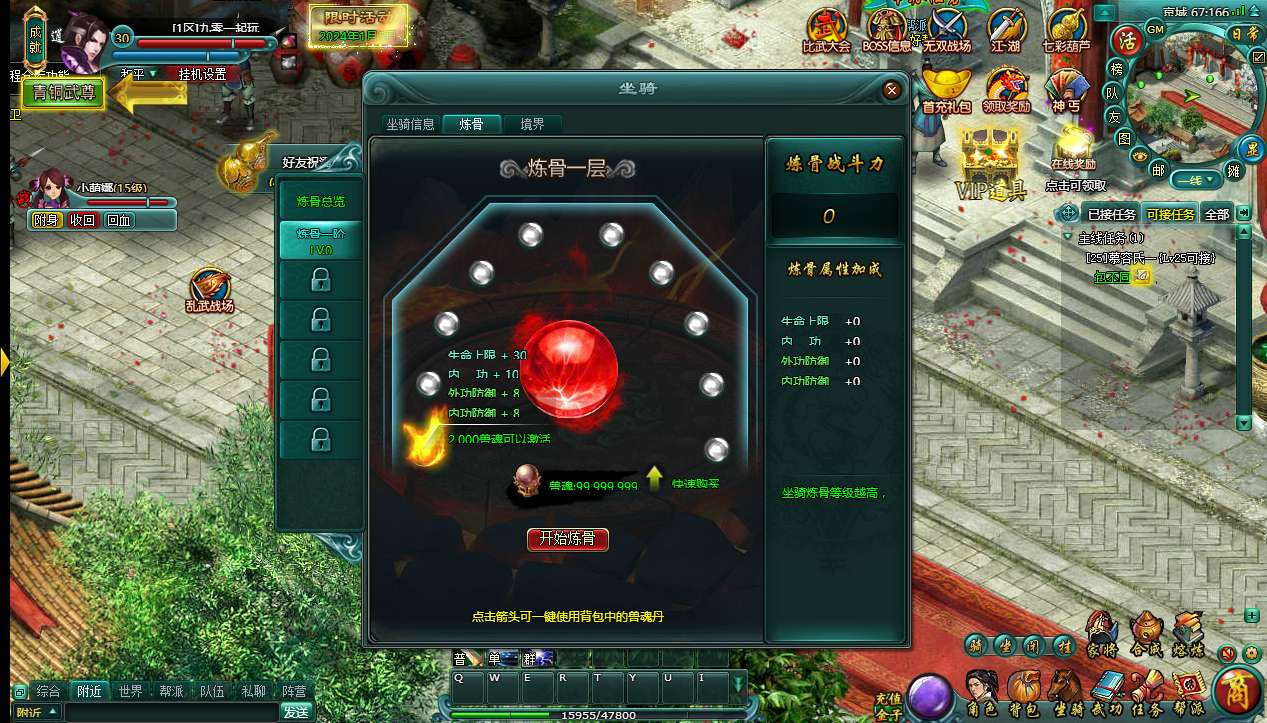 成就
道
30
[1区]九零一起玩
限时活动
2024年1月
和平
挂机设置
青铜武尊
小萌娜(15级)
附身 收回 回血
好友祝
乱武战场
比武大会 BOSS信息 无双战场 江湖 七彩葫芦
首充礼包 领取奖励 神丐
VIP道具
在线奖励
点击可领取
京城 67:166
活
GM
日常
榜
队
友
图
邮
一线
摊
显
已接任务 可接任务 全部
主线任务(1)
[25]慕容氏一(Lv25可接)
包不同
坐骑
坐骑信息 炼骨 境界
炼骨总览
炼骨一阶
LV.0
炼骨一层
生命上限 + 30
内 功 + 10
外功防御 + 8
内功防御 + 8
2,000兽魂可以激活
兽魂:99,999,999
快速购买
开始炼骨
点击箭头可一键使用背包中的兽魂丹
炼骨战斗力
0
炼骨属性加成
生命上限 +0
内 功 +0
外功防御 +0
内功防御 +0
坐骑炼骨等级越高，
骑 坐 闭 挂
家将 合成 熔炼
综合 附近 世界 帮派 队伍 私聊 阵营
附近 发送
普 单 群
Q W E R T Y U I
15955/47800
充值
金子
角色 背包 坐骑 武功 任务 帮派
商